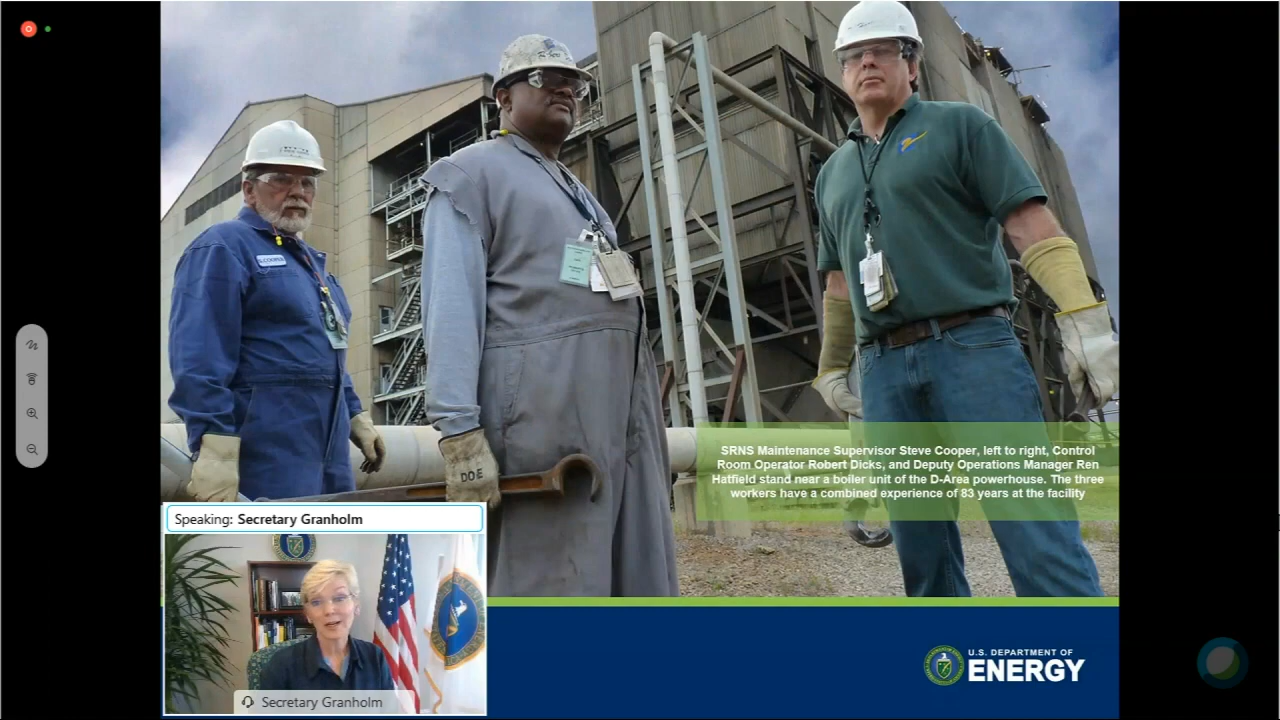 SRNS Maintenance Supervisor Steve Cooper, left to right, Control
Room Operator Robert Dicks, and Deputy Operations Manager Ren
Hatfield stand near a boiler unit of the D-Area powerhouse. The three
workers have a combined experience of 83 years at the facility
DOE
Speaking: Secretary Granholm
Secretary Granholm
U.S. DEPARTMENT OF
ENERGY